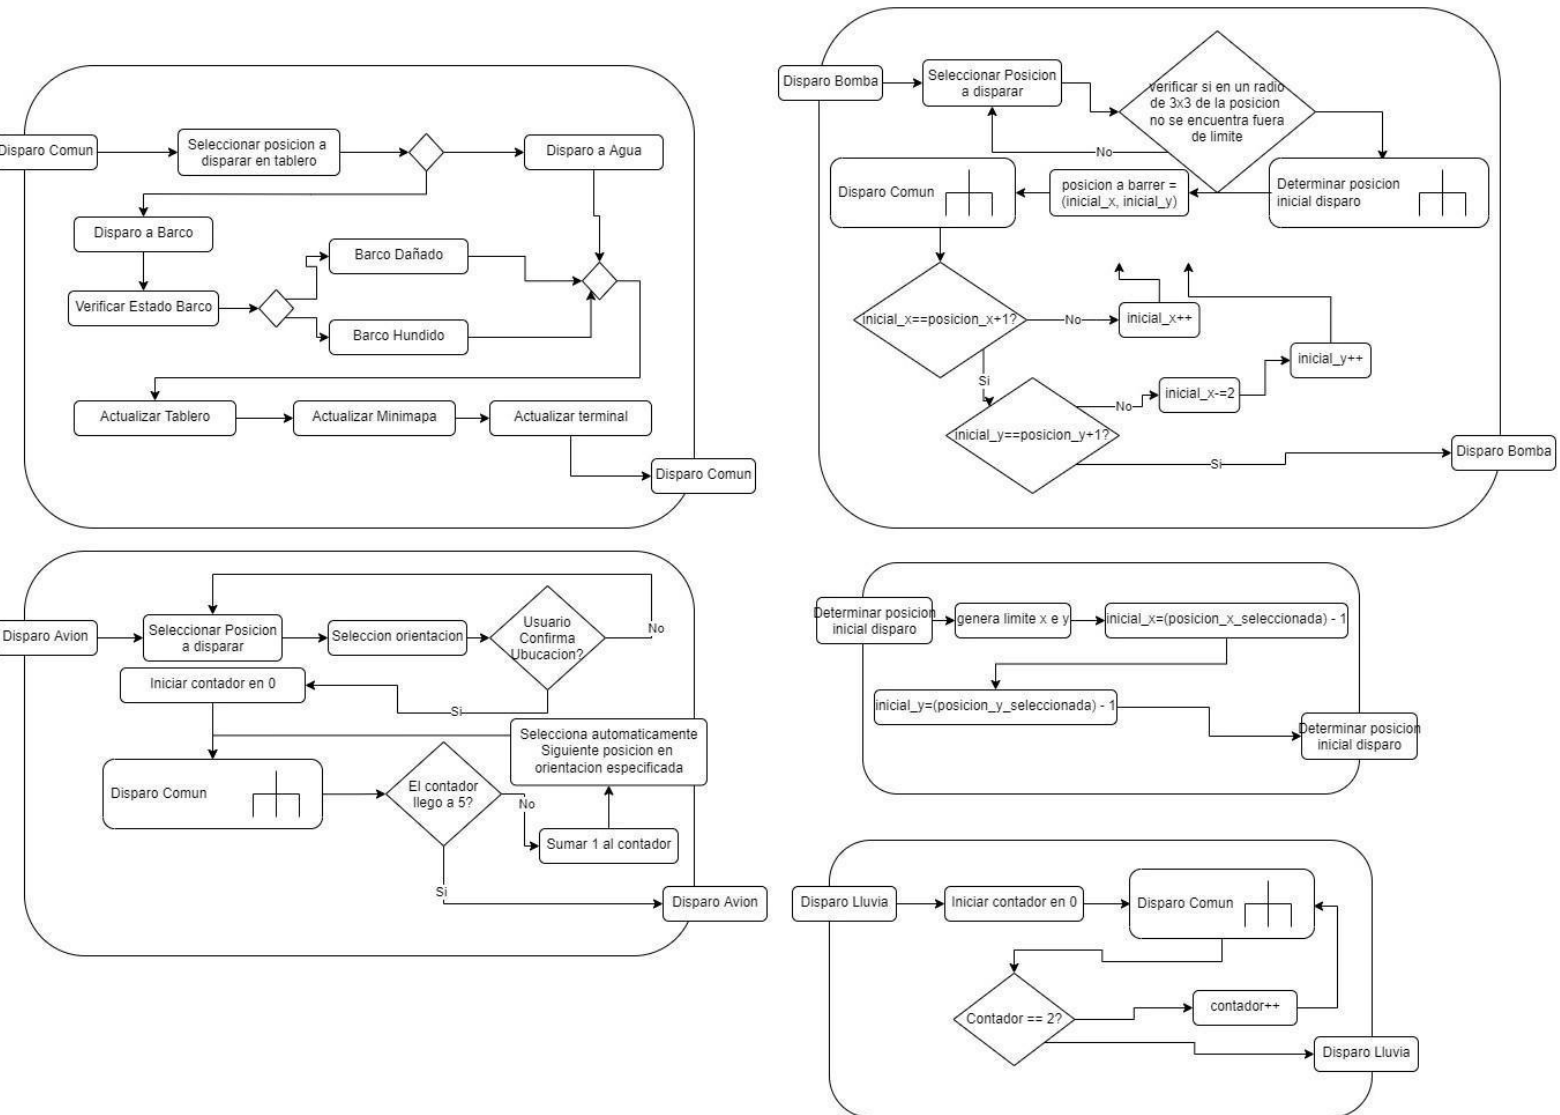 Disparo Comun
Seleccionar posicion a
disparar en tablero
Disparo a Agua
Disparo a Barco
Barco Dañado
Verificar Estado Barco
Barco Hundido
Actualizar Tablero
Actualizar Minimapa
Actualizar terminal
Disparo Comun
Disparo Bomba
Seleccionar Posicion
a disparar
verificar si en un radio
de 3x3 de la posicion
no se encuentra fuera
de limite
No
Disparo Comun
posicion a barrer =
(inicial_x, inicial_y)
Determinar posicion
inicial disparo
inicial_x==posicion_x+1?
No
inicial_x++
inicial_y++
Si
inicial_x-=2
No
inicial_y==posicion_y+1?
Si
Disparo Bomba
Disparo Avion
Seleccionar Posicion
a disparar
Seleccion orientacion
Usuario
Confirma
Ubucacion?
No
Iniciar contador en 0
Si
Selecciona automaticamente
Siguiente posicion en
orientacion especificada
Disparo Comun
El contador
llego a 5?
No
Sumar 1 al contador
Si
Disparo Avion
Determinar posicion
inicial disparo
genera limite x e y
inicial_x=(posicion_x_seleccionada) - 1
inicial_y=(posicion_y_seleccionada) - 1
Determinar posicion
inicial disparo
Disparo Lluvia
Iniciar contador en 0
Disparo Comun
Contador == 2?
contador++
Disparo Lluvia